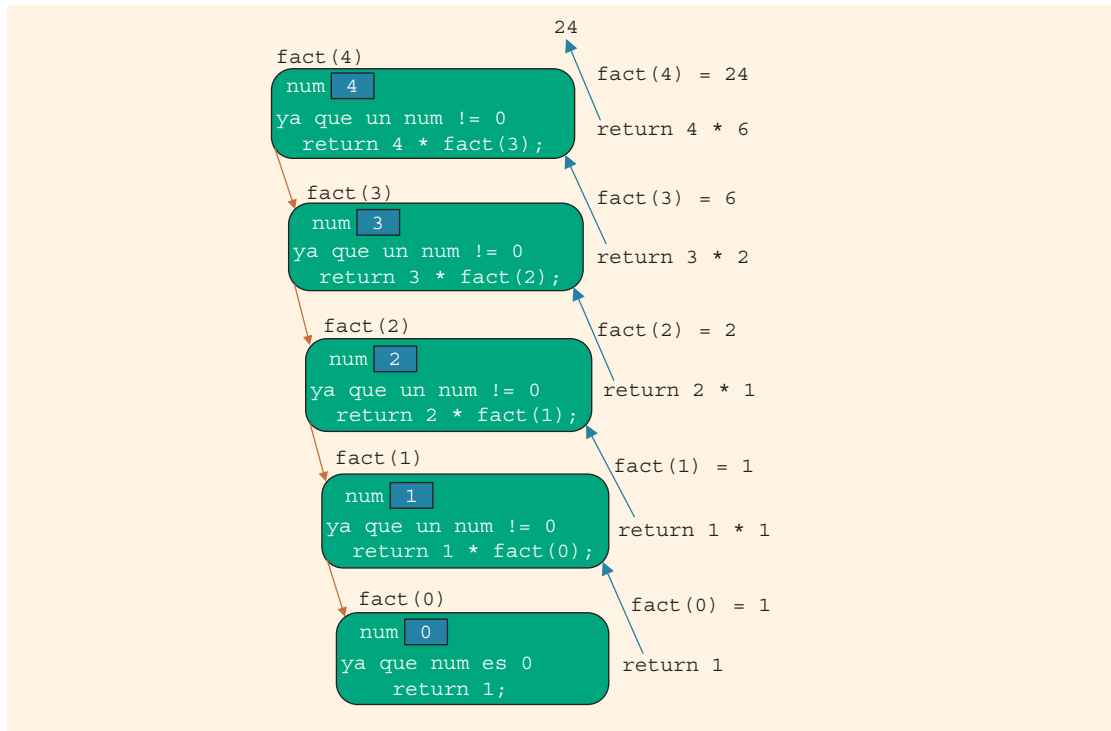 24
fact(4)
fact(4) = 24
num 4
ya que un num != 0
return 4 * 6
return 4 * fact(3);
fact(3)
fact(3) = 6
num 3
ya que un num != 0
return 3 * 2
return 3 * fact(2);
fact(2)
fact(2) = 2
num 2
ya que un num != 0
return 2 * 1
return 2 * fact(1);
fact(1)
fact(1) = 1
num 1
ya que un num != 0
return 1 * 1
return 1 * fact(0);
fact(0)
fact(0) = 1
num 0
ya que num es 0
return 1
return 1;